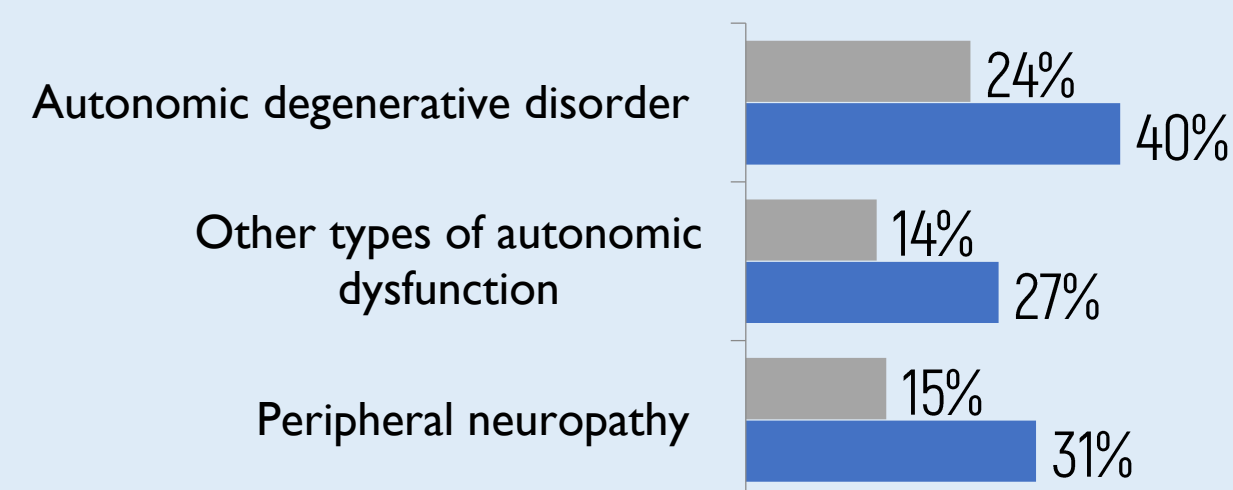 Autonomic degenerative disorder
24%
40%
Other types of autonomic
dysfunction
14%
27%
Peripheral neuropathy
15%
31%